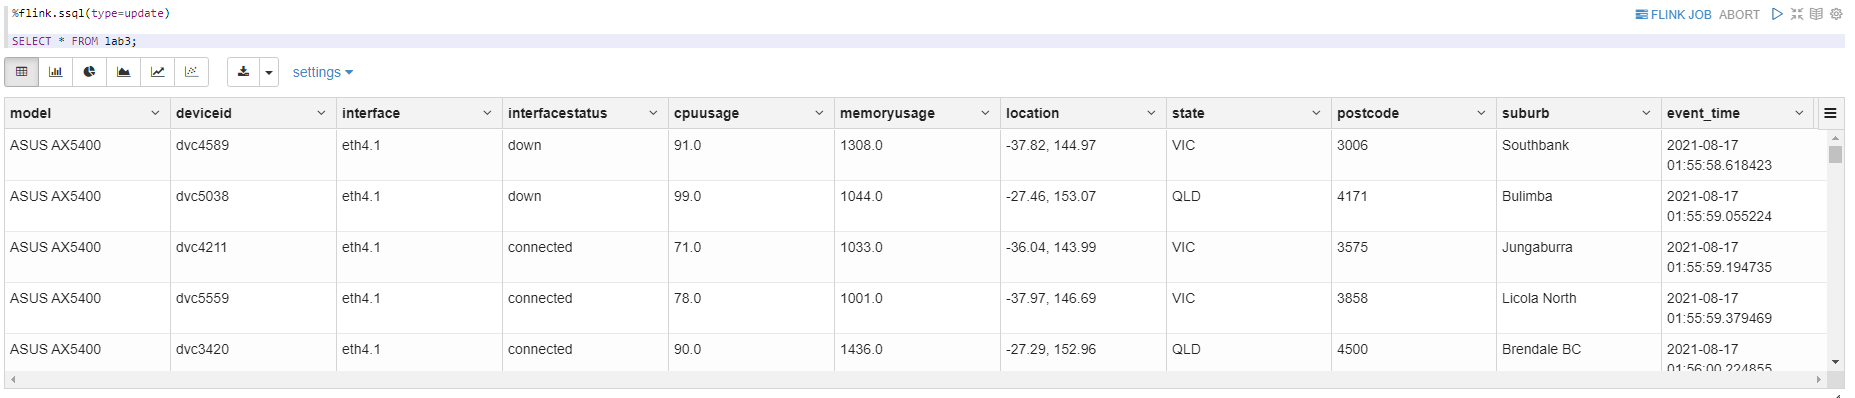 %flink.ssql(type=update)
FLINK JOB ABORT
SELECT * FROM lab3;
settings
model deviceid interface interfacestatus cpuusage memoryusage location state postcode suburb event_time
ASUS AX5400 dvc4589 eth4.1 down 91.0 1308.0 -37.82, 144.97 VIC 3006 Southbank 2021-08-17
01:55:58.618423
ASUS AX5400 dvc5038 eth4.1 down 99.0 1044.0 -27.46, 153.07 QLD 4171 Bulimba 2021-08-17
01:55:59.055224
ASUS AX5400 dvc4211 eth4.1 connected 71.0 1033.0 -36.04, 143.99 VIC 3575 Jungaburra 2021-08-17
01:55:59.194735
ASUS AX5400 dvc5559 eth4.1 connected 78.0 1001.0 -37.97, 146.69 VIC 3858 Licola North 2021-08-17
01:55:59.379469
ASUS AX5400 dvc3420 eth4.1 connected 90.0 1436.0 -27.29, 152.96 QLD 4500 Brendale BC 2021-08-17
01:56:00.224855